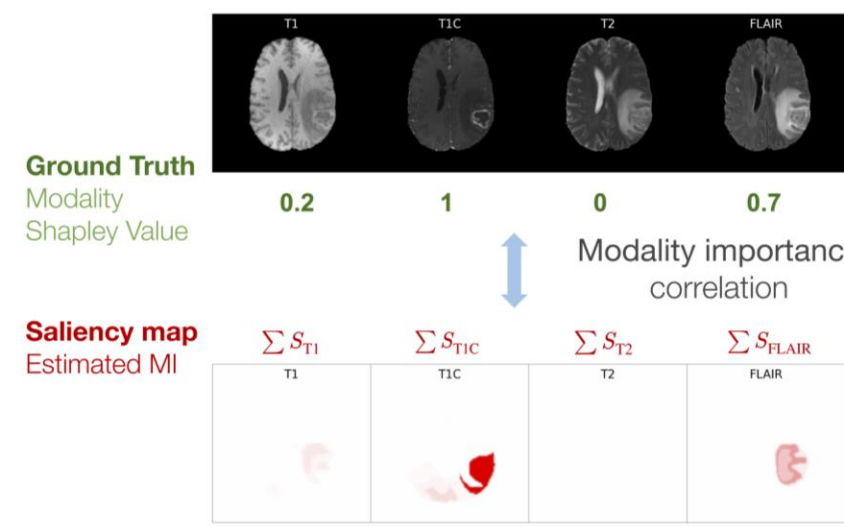 T1 T1C T2 FLAIR
Ground Truth
Modality
Shapley Value
0.2 1 0 0.7
Modality importanc
correlation
Saliency map
Estimated MI
∑ S_T1 ∑ S_T1C ∑ S_T2 ∑ S_FLAIR
T1 T1C T2 FLAIR